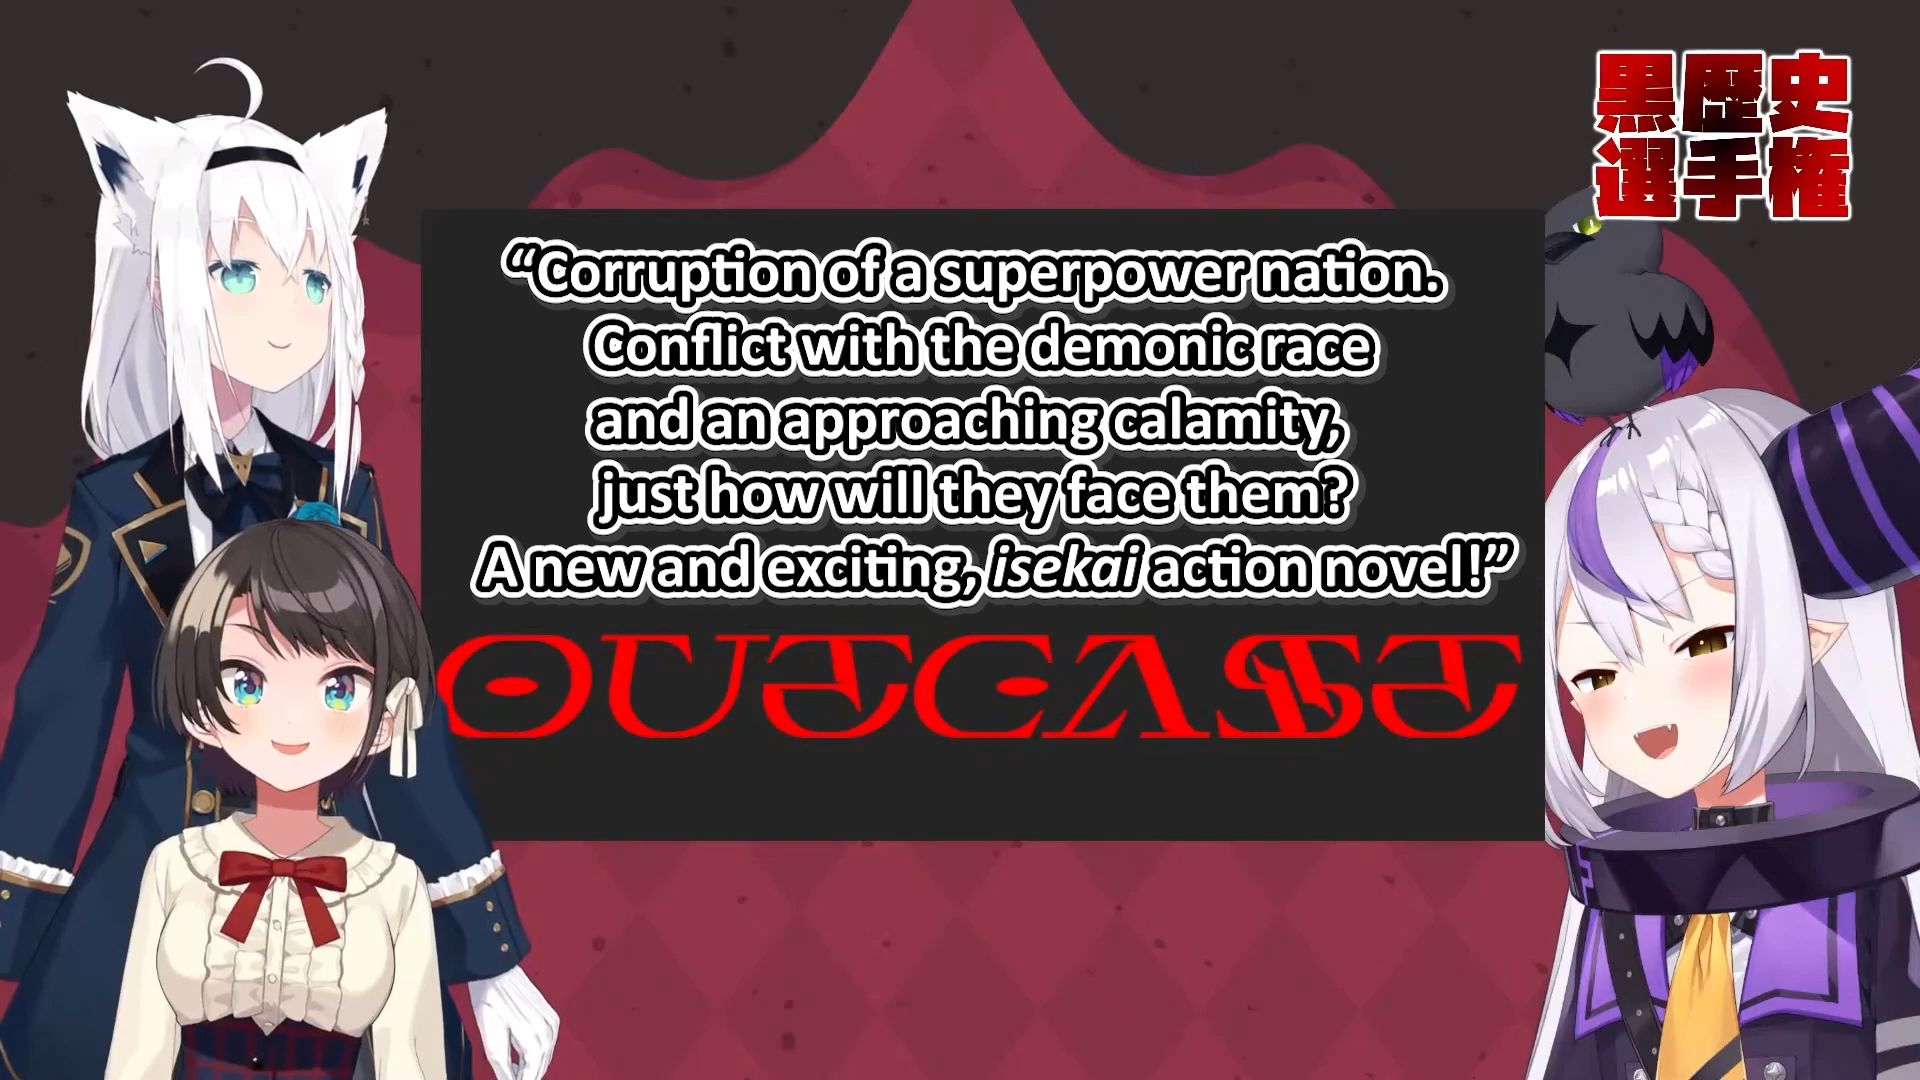 黒歴史
選手権
“Corruption of a superpower nation.
Conflict with the demonic race
and an approaching calamity,
just how will they face them?
A new and exciting, isekai action novel!”
OUTCAST